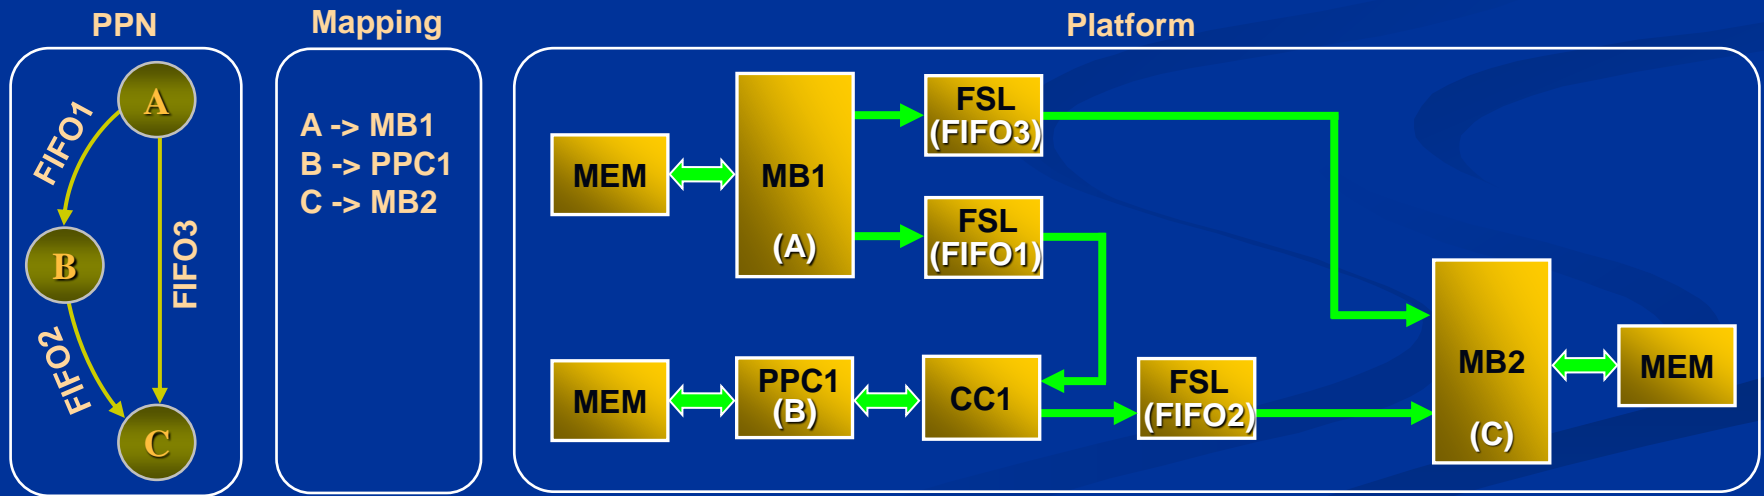 PPN
Mapping
Platform
A
FIFO1
B
FIFO3
FIFO2
C
A -> MB1
B -> PPC1
C -> MB2
MEM
MB1
(A)
FSL
(FIFO3)
FSL
(FIFO1)
MEM
PPC1
(B)
CC1
FSL
(FIFO2)
MB2
(C)
MEM